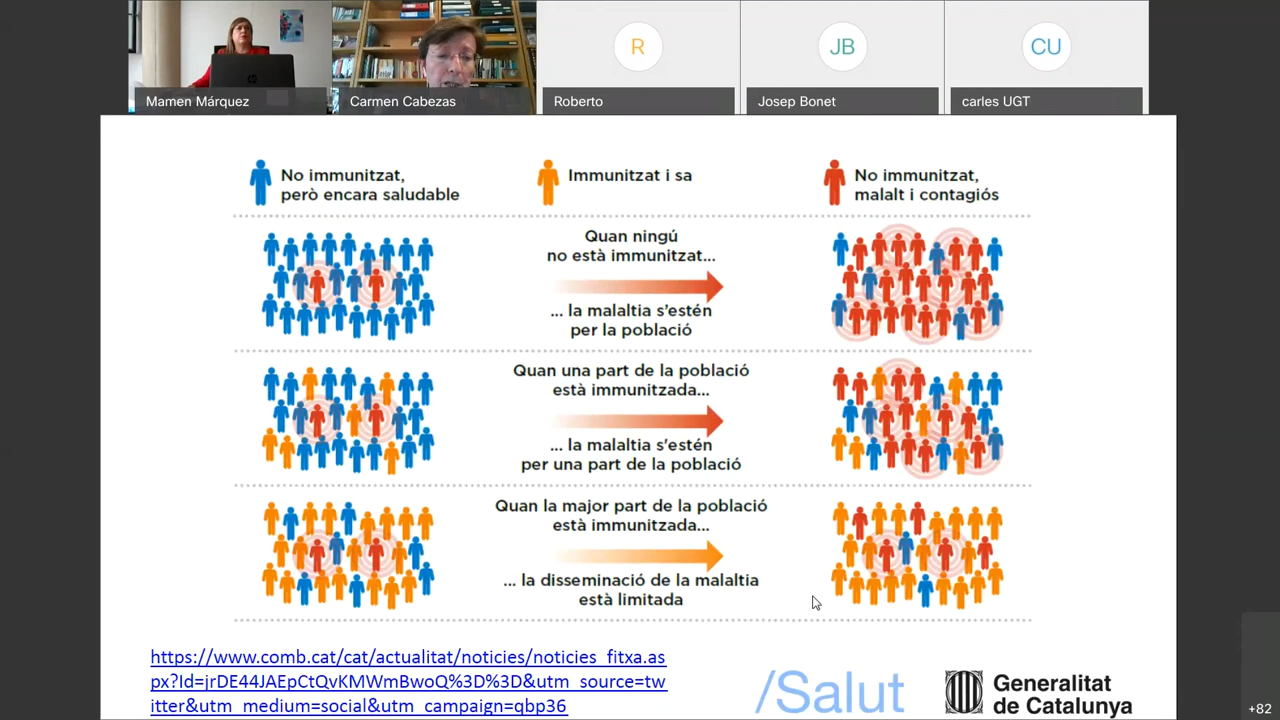 R
JB
CU
Mamen Márquez
Carmen Cabezas
Roberto
Josep Bonet
carles UGT
No immunitzat,
però encara saludable
Immunitzat i sa
No immunitzat,
malalt i contagiós
Quan ningú
no està immunitzat...
... la malaltia s'estén
per la població
Quan una part de la població
està immunitzada...
... la malaltia s'estén
per una part de la població
Quan la major part de la població
està immunitzada...
... la disseminació de la malaltia
està limitada
https://www.comb.cat/cat/actualitat/noticies/noticies_fitxa.as
px?Id=jrDE44JAEpCtQvKMWmBwoQ%3D%3D&utm_source=tw
itter&utm_medium=social&utm_campaign=qbp36
/Salut
Generalitat
de Catalunya
+82